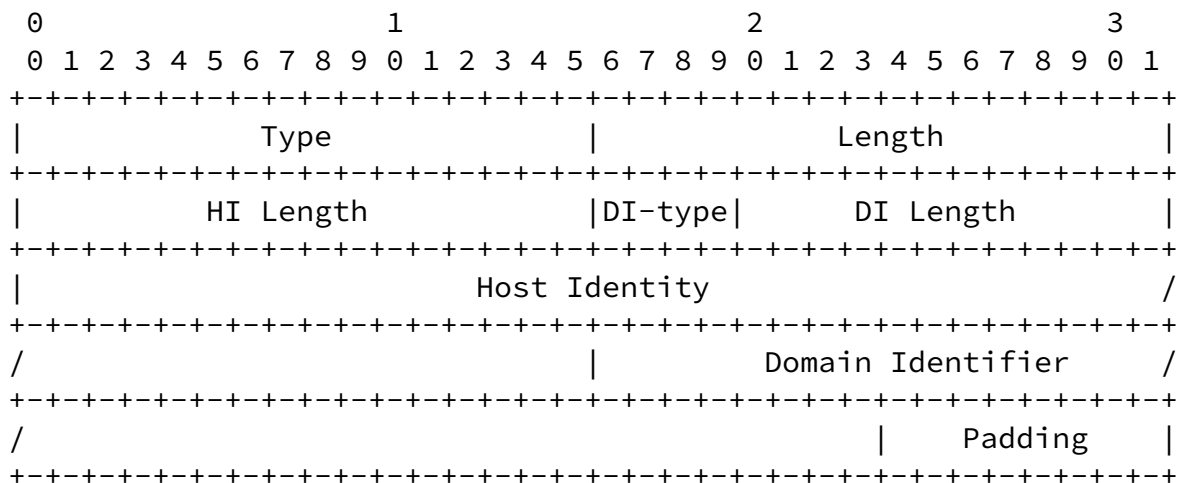 0                   1                   2                   3
 0 1 2 3 4 5 6 7 8 9 0 1 2 3 4 5 6 7 8 9 0 1 2 3 4 5 6 7 8 9 0 1
+-+-+-+-+-+-+-+-+-+-+-+-+-+-+-+-+-+-+-+-+-+-+-+-+-+-+-+-+-+-+-+-+
|             Type              |             Length            |
+-+-+-+-+-+-+-+-+-+-+-+-+-+-+-+-+-+-+-+-+-+-+-+-+-+-+-+-+-+-+-+-+
|          HI Length            |DI-type|      DI Length        |
+-+-+-+-+-+-+-+-+-+-+-+-+-+-+-+-+-+-+-+-+-+-+-+-+-+-+-+-+-+-+-+-+
|                         Host Identity                         /
+-+-+-+-+-+-+-+-+-+-+-+-+-+-+-+-+-+-+-+-+-+-+-+-+-+-+-+-+-+-+-+-+
/                               |         Domain Identifier     /
+-+-+-+-+-+-+-+-+-+-+-+-+-+-+-+-+-+-+-+-+-+-+-+-+-+-+-+-+-+-+-+-+
/                                               |    Padding    |
+-+-+-+-+-+-+-+-+-+-+-+-+-+-+-+-+-+-+-+-+-+-+-+-+-+-+-+-+-+-+-+-+